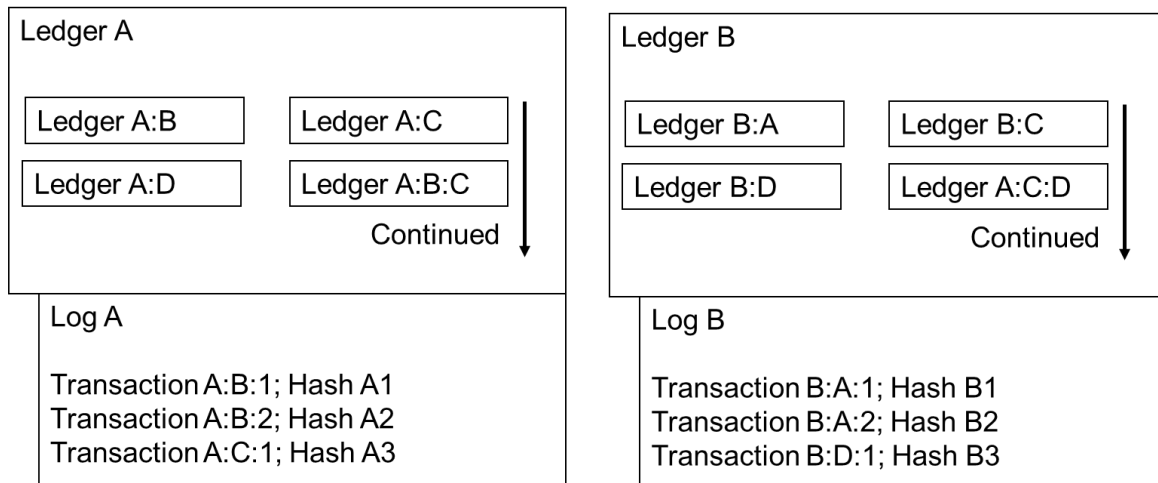 Ledger A
Ledger A:B
Ledger A:C
Ledger A:D
Ledger A:B:C
Continued
Log A
Transaction A:B:1; Hash A1
Transaction A:B:2; Hash A2
Transaction A:C:1; Hash A3
Ledger B
Ledger B:A
Ledger B:C
Ledger B:D
Ledger A:C:D
Continued
Log B
Transaction B:A:1; Hash B1
Transaction B:A:2; Hash B2
Transaction B:D:1; Hash B3